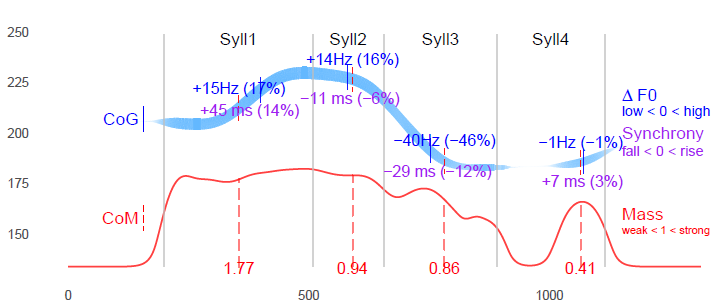 250
Syll1 Syll2 Syll3 Syll4
+14Hz (16%)
225
+15Hz (17%)
Δ F0
−11 ms (−6%)
low < 0 < high
+45 ms (14%)
CoG
200
−40Hz (−46%) −1Hz (−1%)
Synchrony
fall < 0 < rise
−29 ms (−12%)
+7 ms (3%)
175
CoM
Mass
weak < 1 < strong
150
1.77 0.94 0.86 0.41
0 500 1000